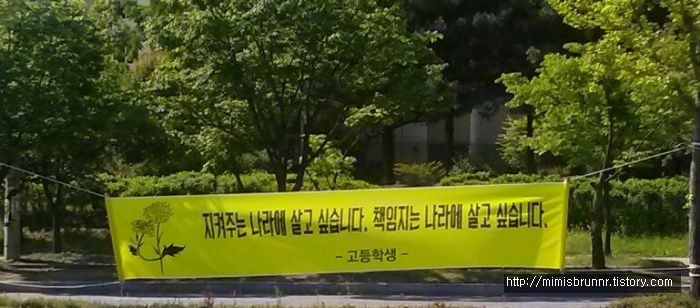 지켜주는 나라에 살고 싶습니다. 책임지는 나라에 살고 싶습니다.
- 고등학생 -
http://mimisbrunnr.tistory.com